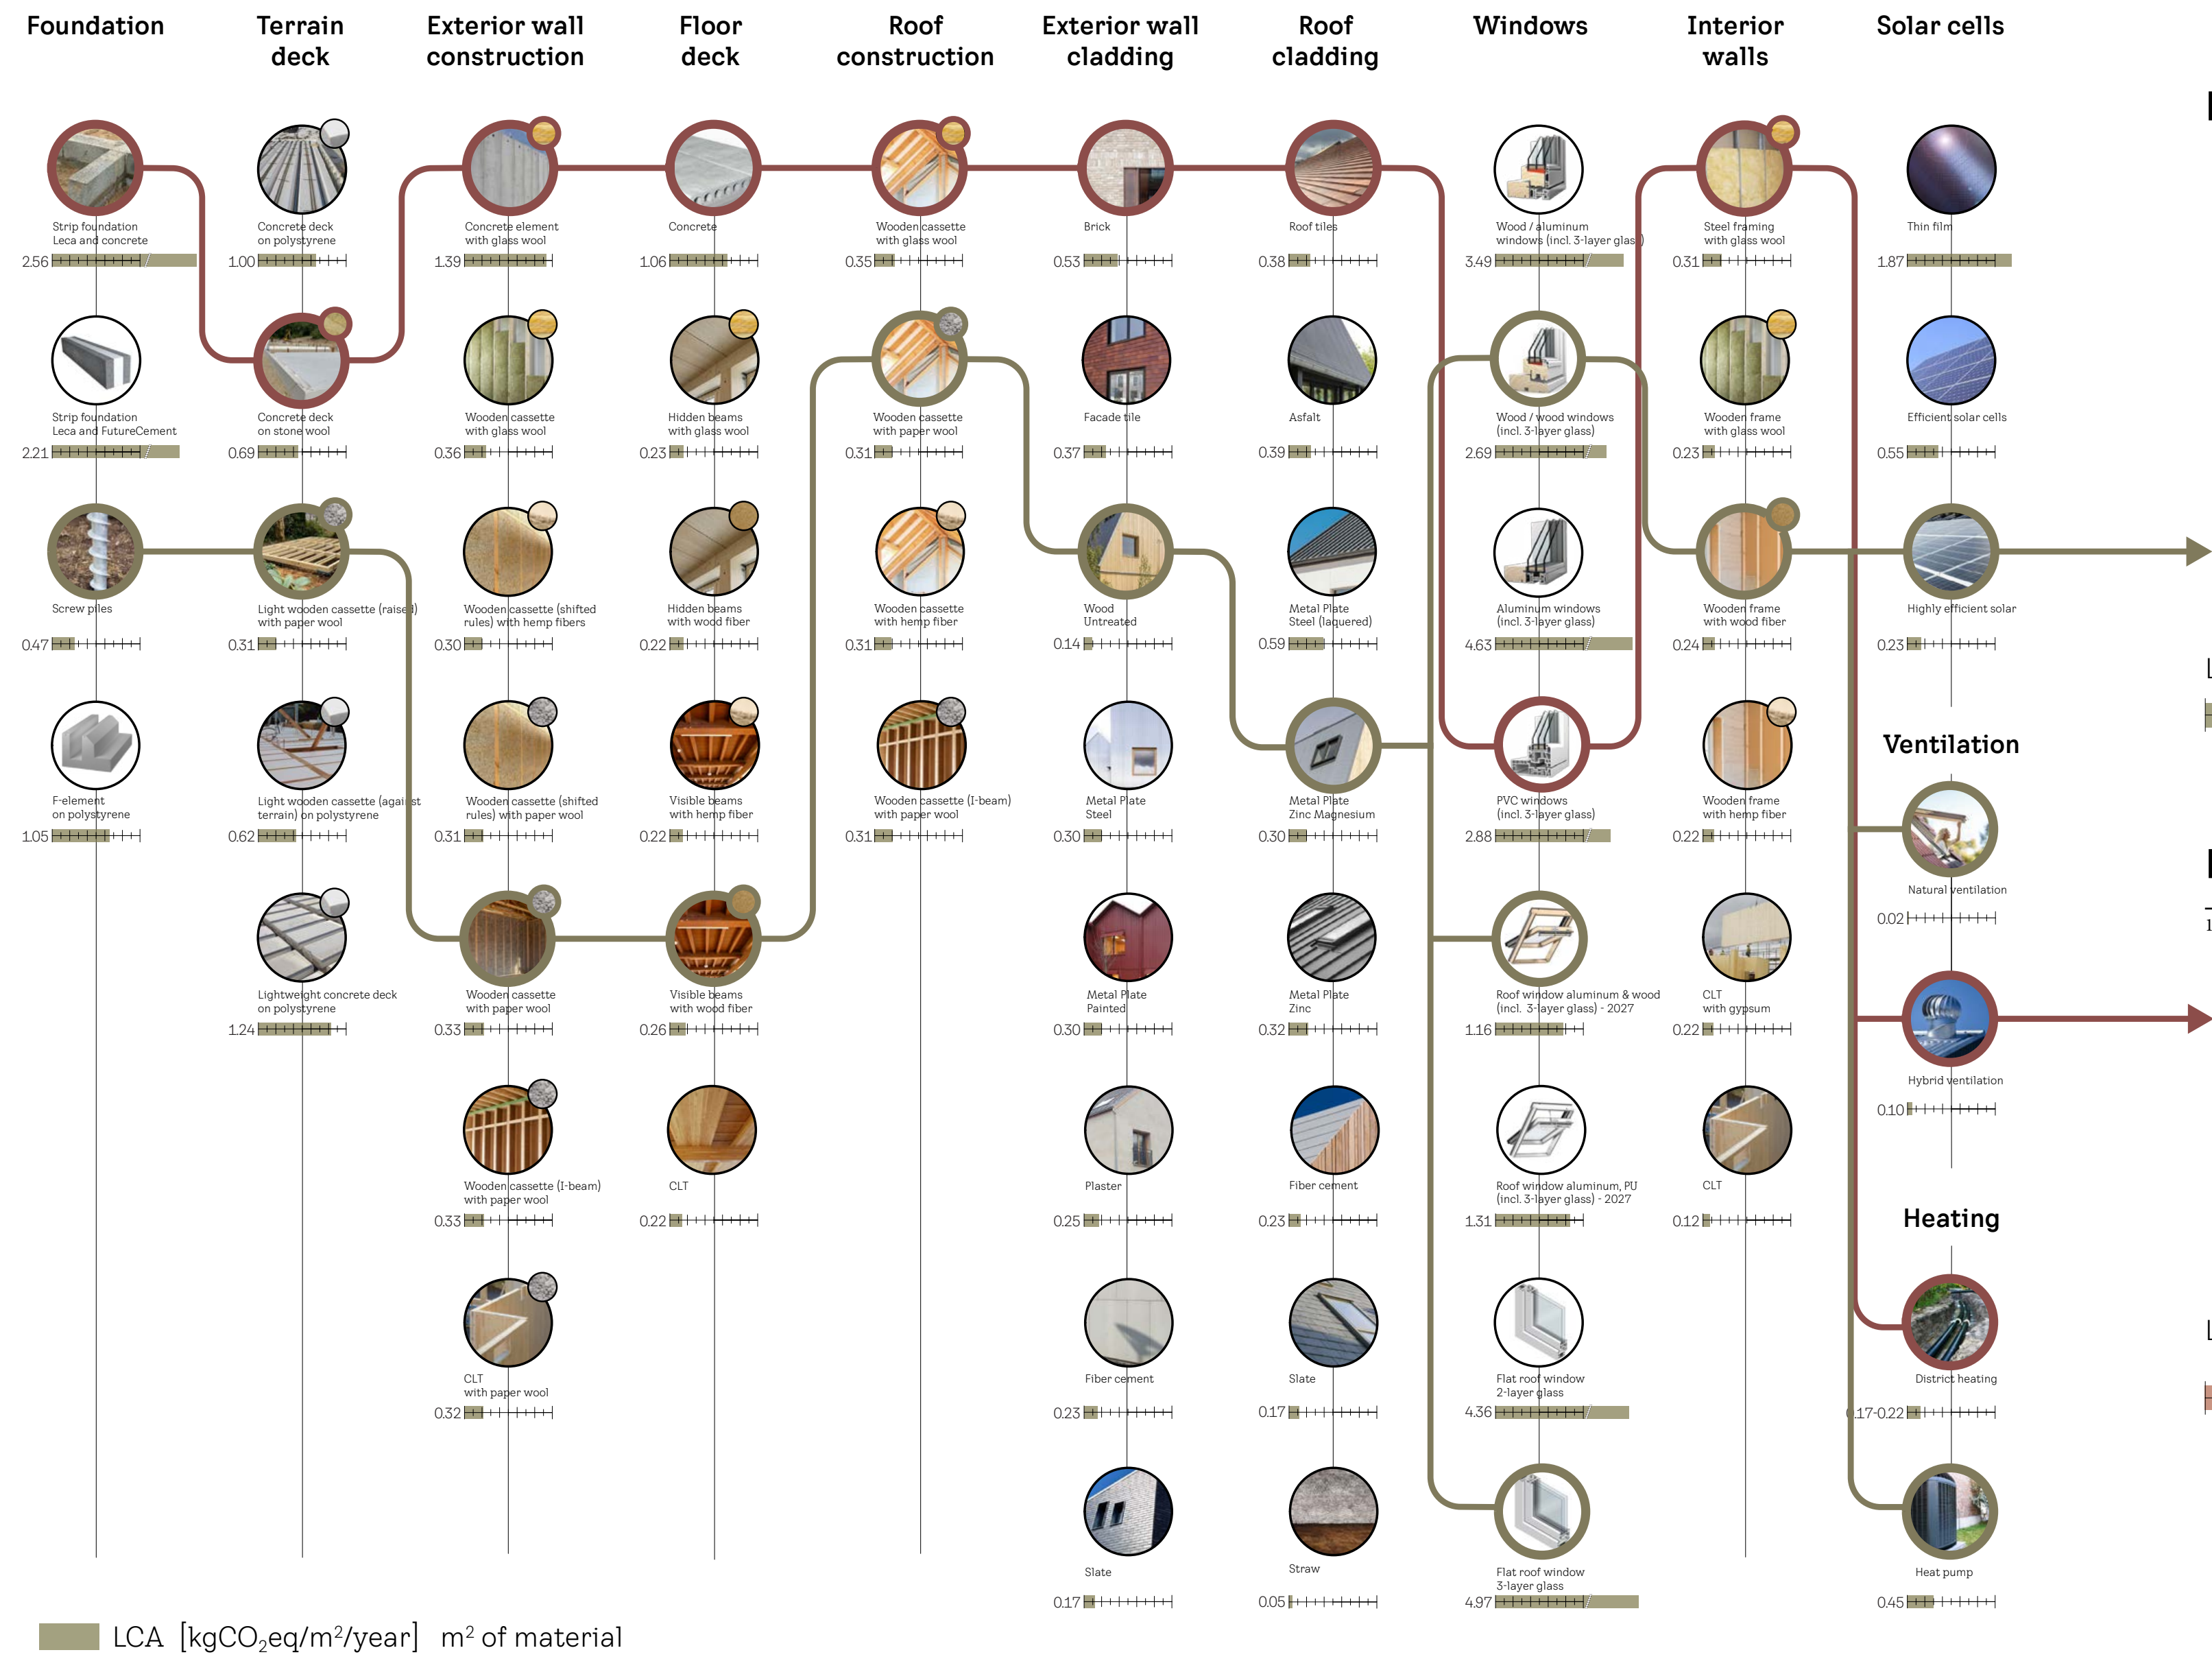 Foundation
Terrain
deck
Exterior wall
construction
Floor
deck
Roof
construction
Exterior wall
cladding
Roof
cladding
Windows
Interior
walls
Solar cells
Strip foundation
Leca and concrete
2.56
Strip foundation
Leca and FutureCement
2.21
Screw piles
0.47
F-element
on polystyrene
1.05
Concrete deck
on polystyrene
1.00
Concrete deck
on stone wool
0.69
Light wooden cassette (raised)
with paper wool
0.31
Light wooden cassette (against
terrain) on polystyrene
0.62
Lightweight concrete deck
on polystyrene
1.24
Concrete element
with glass wool
1.39
Wooden cassette
with glass wool
0.36
Wooden cassette (shifted
rules) with hemp fibers
0.30
Wooden cassette (shifted
rules) with paper wool
0.31
Wooden cassette
with paper wool
0.33
Wooden cassette (I-beam)
with paper wool
0.33
CLT
with paper wool
0.32
Concrete
1.06
Hidden beams
with glass wool
0.23
Hidden beams
with wood fiber
0.22
Visible beams
with hemp fiber
0.22
Visible beams
with wood fiber
0.26
CLT
0.22
Wooden cassette
with glass wool
0.35
Wooden cassette
with paper wool
0.31
Wooden cassette
with hemp fiber
0.31
Wooden cassette (I-beam)
with paper wool
0.31
Brick
0.53
Facade tile
0.37
Wood
Untreated
0.14
Metal Plate
Steel
0.30
Metal Plate
Painted
0.30
Plaster
0.25
Fiber cement
0.23
Slate
0.17
Roof tiles
0.38
Asfalt
0.39
Metal Plate
Steel (laquered)
0.59
Metal Plate
Zinc Magnesium
0.30
Metal Plate
Zinc
0.32
Fiber cement
0.23
Slate
0.17
Straw
0.05
Wood / aluminum
windows (incl. 3-layer glass)
3.49
Wood / wood windows
(incl. 3-layer glass)
2.69
Aluminum windows
(incl. 3-layer glass)
4.63
PVC windows
(incl. 3-layer glass)
2.88
Roof window aluminum & wood
(incl. 3-layer glass) - 2027
1.16
Roof window aluminum, PU
(incl. 3-layer glass) - 2027
1.31
Flat roof window
2-layer glass
4.36
Flat roof window
3-layer glass
4.97
Steel framing
with glass wool
0.31
Wooden frame
with glass wool
0.23
Wooden frame
with wood fiber
0.24
Wooden frame
with hemp fiber
0.22
CLT
with gypsum
0.22
CLT
0.12
Thin film
1.87
Efficient solar cells
0.55
Highly efficient solar
0.23
Ventilation
Natural ventilation
0.02
Hybrid ventilation
0.10
Heating
District heating
0.17-0.22
Heat pump
0.45
LCA [kgCO₂eq/m²/year] m² of material